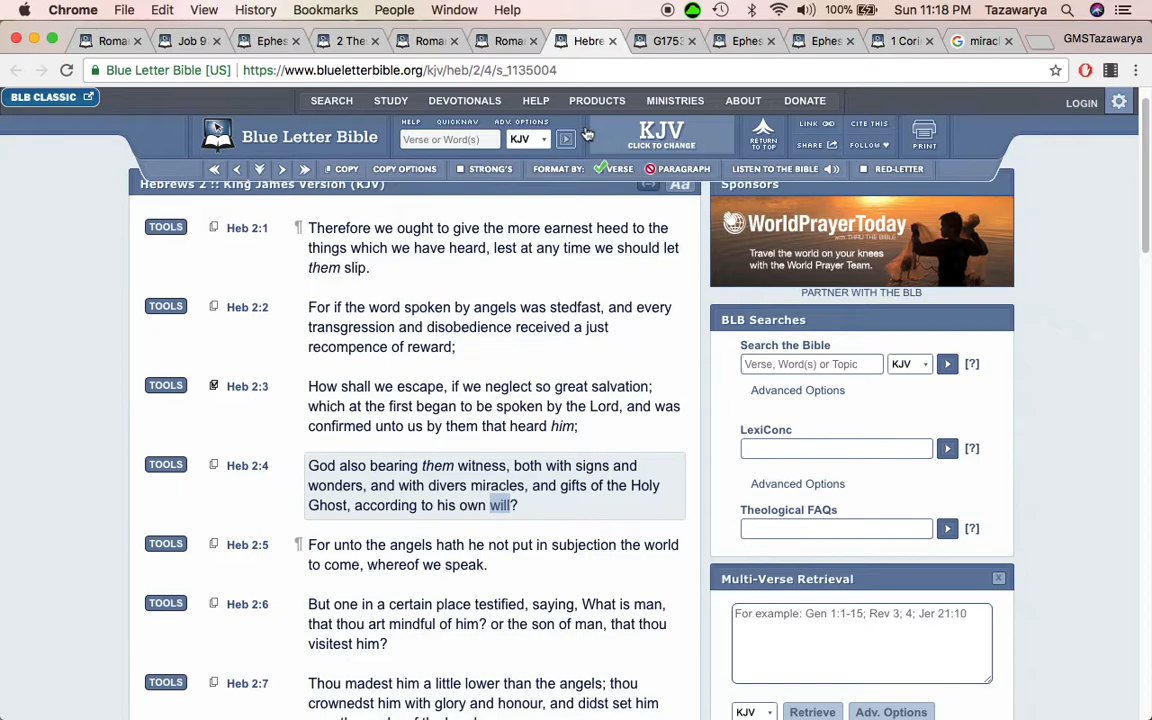 Chrome File Edit View History Bookmarks People Window Help 100% Sun 11:18 PM Tazawarya
Roma Job 9 Ephes 2 The Roma Roma Hebre G1753 Ephes Ephes 1 Cori miracl GMSTazawarya
Blue Letter Bible [US] https://www.blueletterbible.org/kjv/heb/2/4/s_1135004
BLB CLASSIC SEARCH STUDY DEVOTIONALS HELP PRODUCTS MINISTRIES ABOUT DONATE LOGIN
HELP QUICKNAV ADV. OPTIONS
Blue Letter Bible Verse or Word(s) KJV
KJV
CLICK TO CHANGE
RETURN TO TOP
LINK CITE THIS
SHARE FOLLOW PRINT
COPY COPY OPTIONS STRONG'S FORMAT BY: VERSE PARAGRAPH LISTEN TO THE BIBLE RED-LETTER
Hebrews 2 :: King James Version (KJV) Aa
TOOLS Heb 2:1 ¶ Therefore we ought to give the more earnest heed to the
things which we have heard, lest at any time we should let
them slip.
TOOLS Heb 2:2 For if the word spoken by angels was stedfast, and every
transgression and disobedience received a just
recompence of reward;
TOOLS Heb 2:3 How shall we escape, if we neglect so great salvation;
which at the first began to be spoken by the Lord, and was
confirmed unto us by them that heard him;
TOOLS Heb 2:4 God also bearing them witness, both with signs and
wonders, and with divers miracles, and gifts of the Holy
Ghost, according to his own will?
TOOLS Heb 2:5 ¶ For unto the angels hath he not put in subjection the world
to come, whereof we speak.
TOOLS Heb 2:6 But one in a certain place testified, saying, What is man,
that thou art mindful of him? or the son of man, that thou
visitest him?
TOOLS Heb 2:7 Thou madest him a little lower than the angels; thou
crownedst him with glory and honour, and didst set him
Sponsors
WorldPrayerToday
WITH THRU THE BIBLE
Travel the world on your
knees with the World Prayer Team.
PARTNER WITH THE BLB
BLB Searches
Search the Bible
Verse, Word(s) or Topic KJV [?]
Advanced Options
LexiConc
[?]
Advanced Options
Theological FAQs
[?]
Multi-Verse Retrieval x
For example: Gen 1:1-15; Rev 3; 4; Jer 21:10
KJV Retrieve Adv. Options